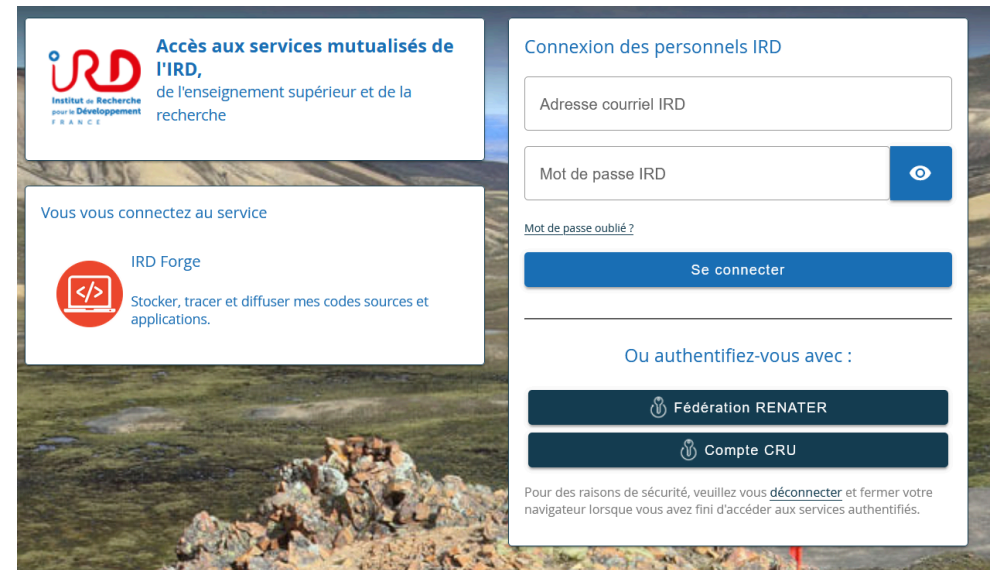 Accès aux services mutualisés de
l'IRD,
de l'enseignement supérieur et de la
recherche
iRD
Institut de Recherche
pour le Développement
FRANCE
Vous vous connectez au service
IRD Forge
</>
Stocker, tracer et diffuser mes codes sources et
applications.
Connexion des personnels IRD
Adresse courriel IRD
Mot de passe IRD
Mot de passe oublié ?
Se connecter
Ou authentifiez-vous avec :
Fédération RENATER
Compte CRU
Pour des raisons de sécurité, veuillez vous déconnecter et fermer votre
navigateur lorsque vous avez fini d'accéder aux services authentifiés.